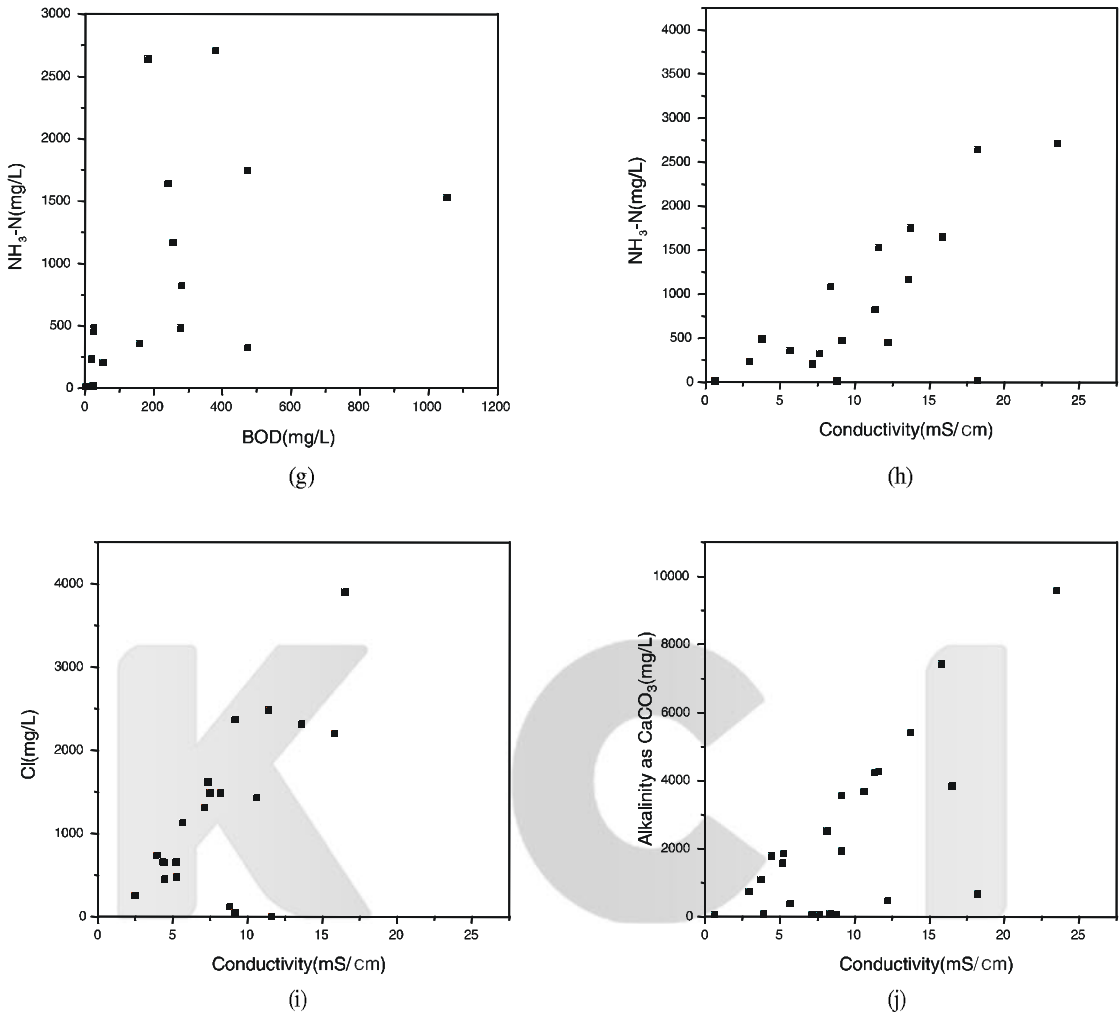 3000
2500
2000
1500
1000
500
0
NH3-N(mg/L)
0 200 400 600 800 1000 1200
BOD(mg/L)
(g)
4000
3500
3000
2500
2000
1500
1000
500
0
NH3-N(mg/L)
0 5 10 15 20 25
Conductivity(mS/cm)
(h)
4000
3000
2000
1000
0
Cl(mg/L)
0 5 10 15 20 25
Conductivity(mS/cm)
(i)
10000
8000
6000
4000
2000
0
Alkalinity as CaCO3(mg/L)
0 5 10 15 20 25
Conductivity(mS/cm)
(j)
KCI